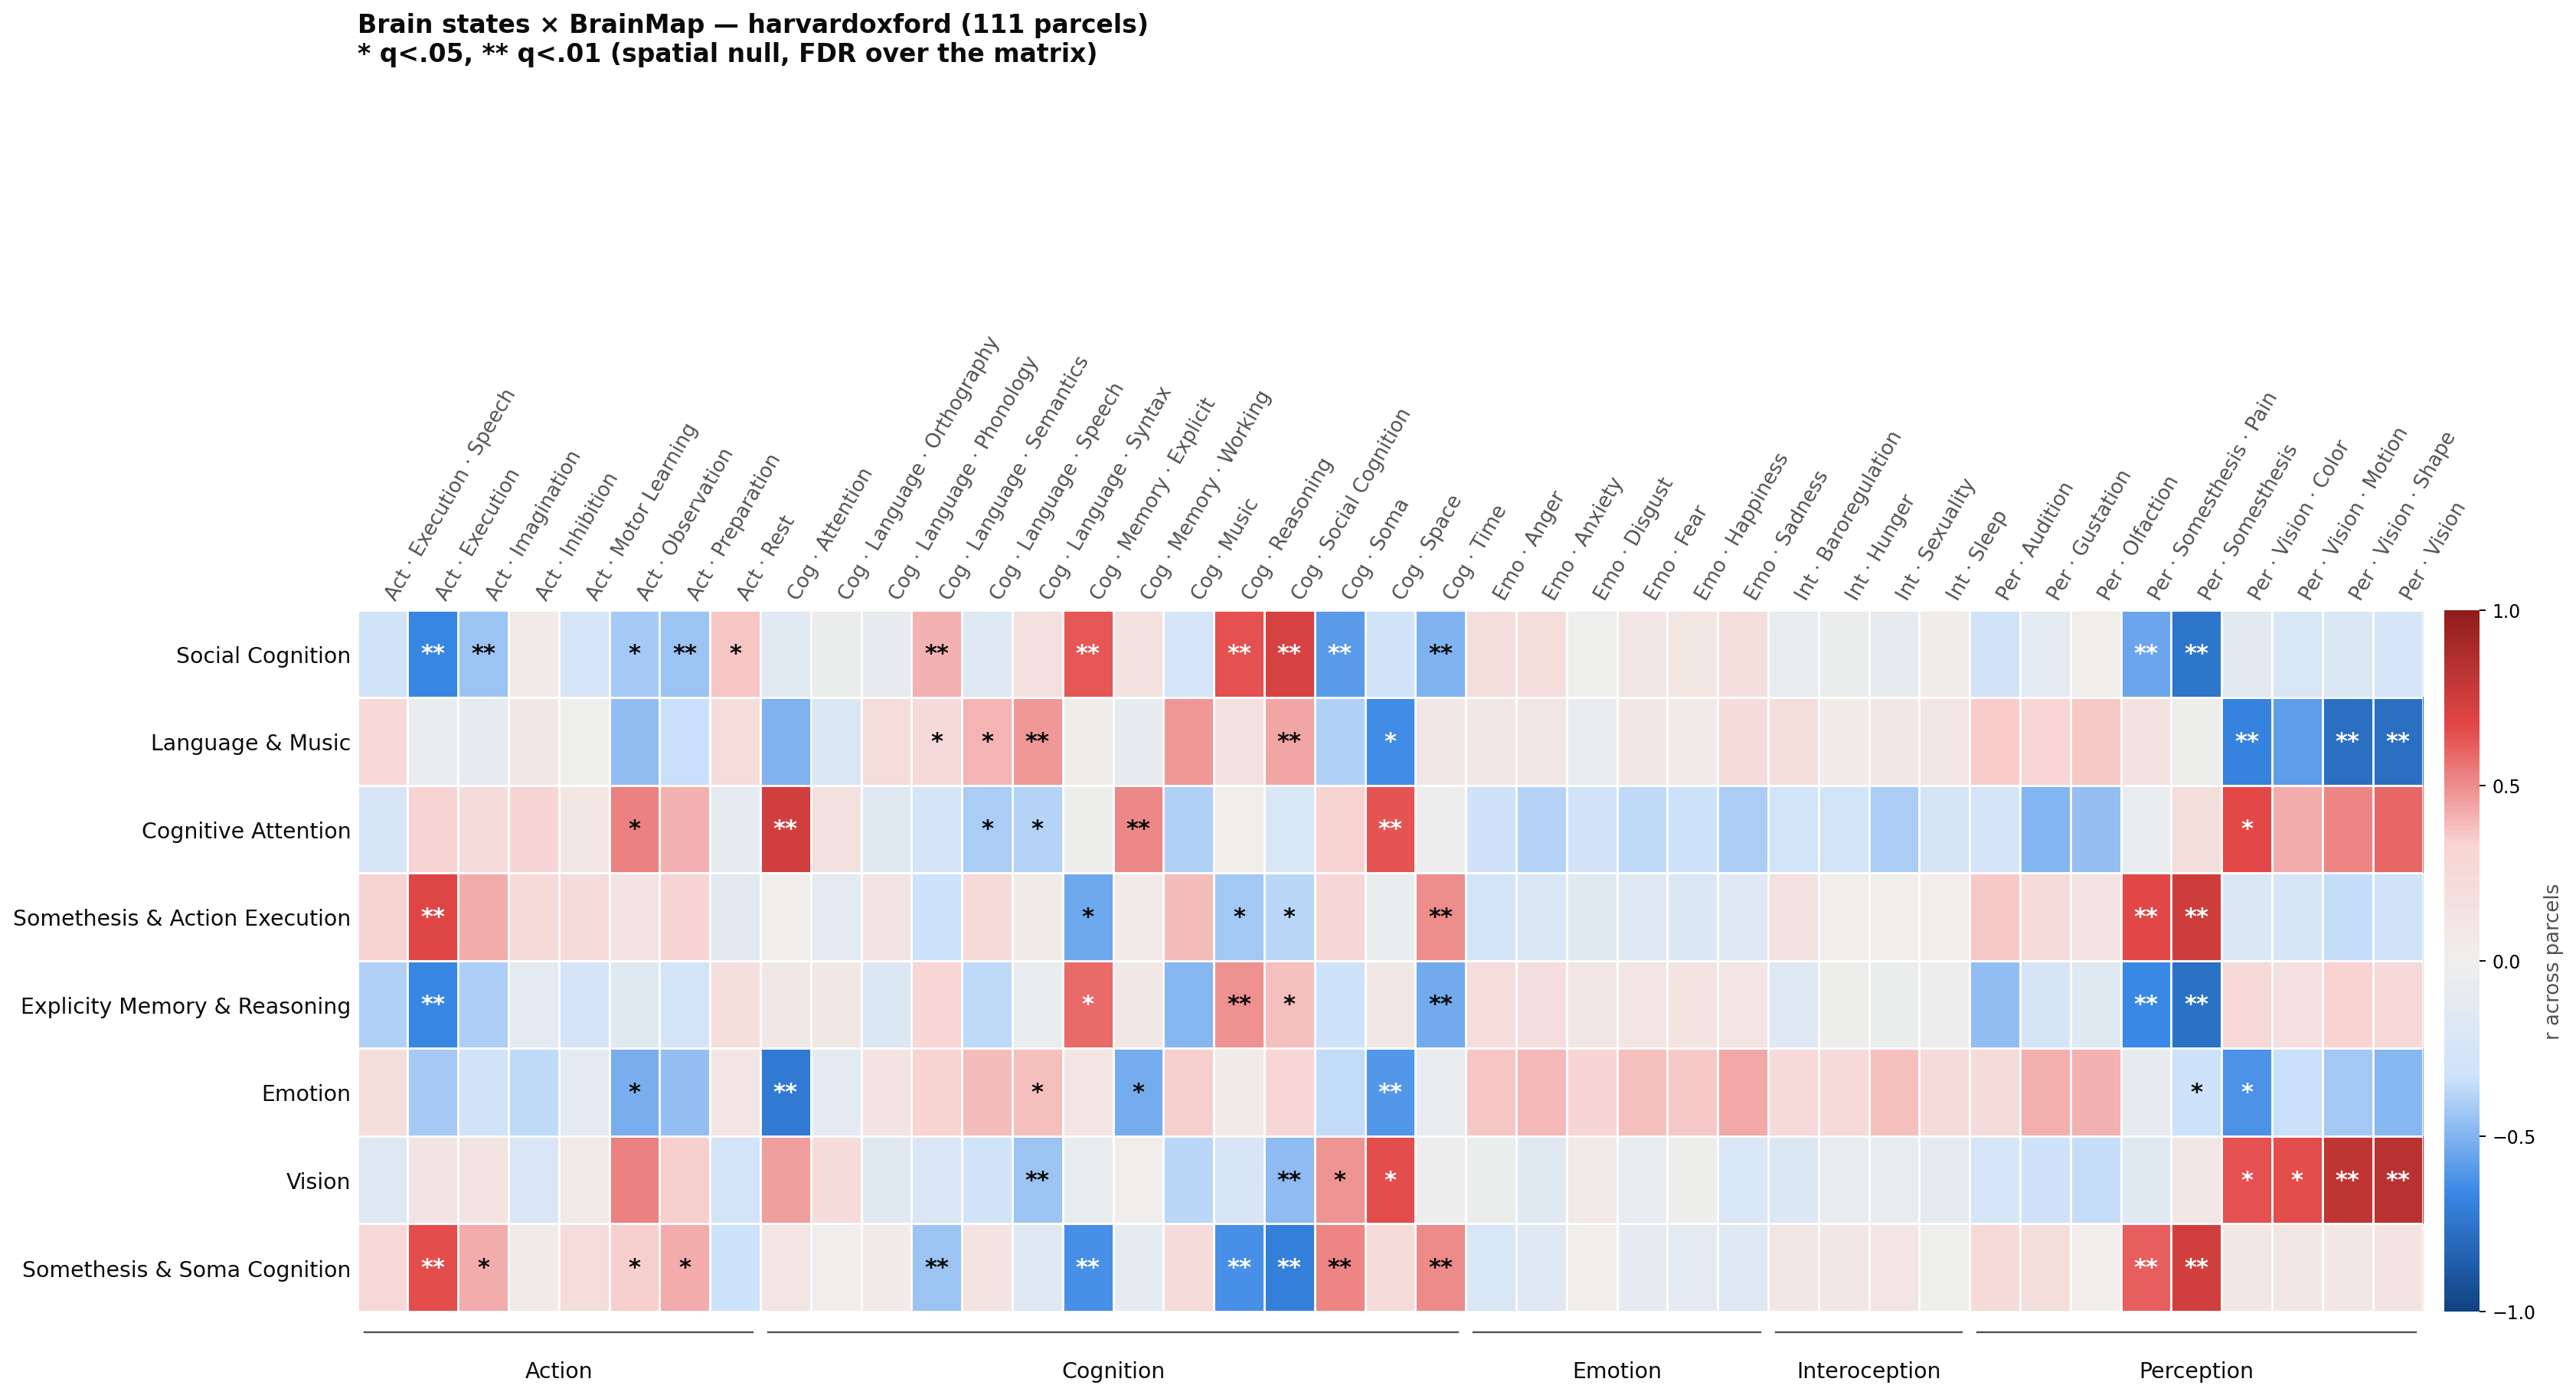 Brain states × BrainMap — harvardoxford (111 parcels)
* q<.05, ** q<.01 (spatial null, FDR over the matrix)
Act · Execution · Speech
Act · Execution
Act · Imagination
Act · Inhibition
Act · Motor Learning
Act · Observation
Act · Preparation
Act · Rest
Cog · Attention
Cog · Language · Orthography
Cog · Language · Phonology
Cog · Language · Semantics
Cog · Language · Speech
Cog · Language · Syntax
Cog · Memory · Explicit
Cog · Memory · Working
Cog · Music
Cog · Reasoning
Cog · Social Cognition
Cog · Soma
Cog · Space
Cog · Time
Emo · Anger
Emo · Anxiety
Emo · Disgust
Emo · Fear
Emo · Happiness
Emo · Sadness
Int · Baroregulation
Int · Hunger
Int · Sexuality
Int · Sleep
Per · Audition
Per · Gustation
Per · Olfaction
Per · Somesthesis · Pain
Per · Somesthesis
Per · Vision · Color
Per · Vision · Motion
Per · Vision · Shape
Per · Vision
Social Cognition ** ** * ** * ** ** ** ** ** ** ** **
Language & Music * * ** ** * ** ** **
Cognitive Attention * ** * * ** ** *
Somethesis & Action Execution ** * * * ** ** **
Explicity Memory & Reasoning ** * ** * ** ** **
Emotion * ** * * ** * *
Vision ** ** * * * * ** **
Somethesis & Soma Cognition ** * * * ** ** ** ** ** ** ** **
Action
Cognition
Emotion
Interoception
Perception
1.0
0.5
0.0
−0.5
−1.0
r across parcels